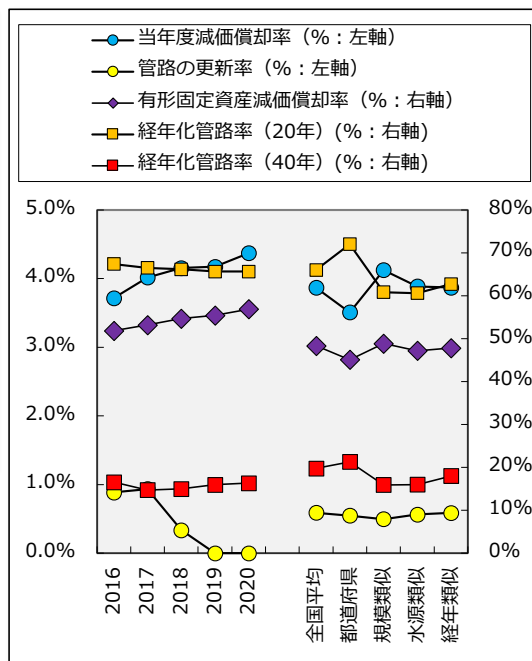 当年度減価償却率（%：左軸）
管路の更新率（%：左軸）
有形固定資産減価償却率（%：右軸）
経年化管路率（20年）(%：右軸)
経年化管路率（40年）(%：右軸)
5.0%
4.0%
3.0%
2.0%
1.0%
0.0%
80%
70%
60%
50%
40%
30%
20%
10%
0%
2016
2017
2018
2019
2020
全国平均
都道府県
規模類似
水源類似
経年類似